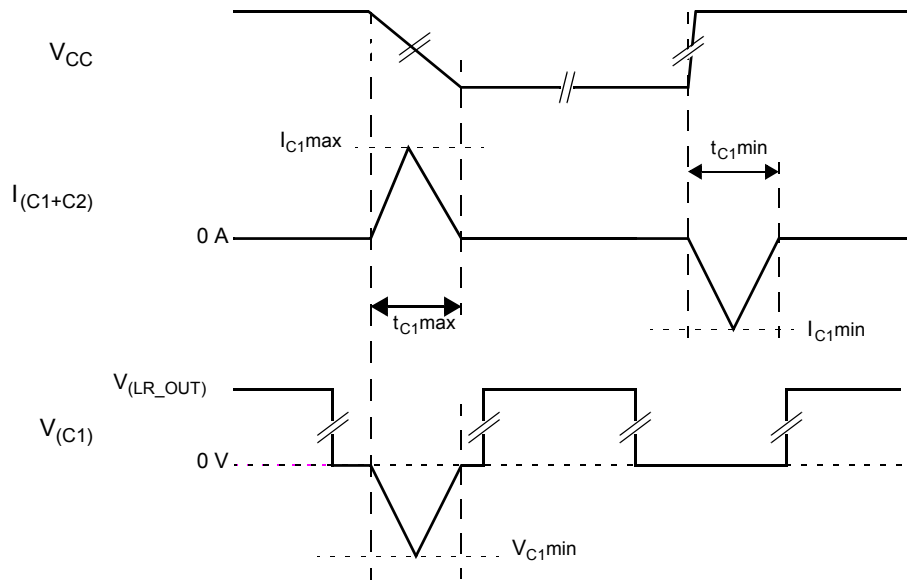 VCC
IC1max
tC1min
I(C1+C2)
0 A
tC1max
IC1min
V(LR_OUT)
V(C1)
0 V
VC1min